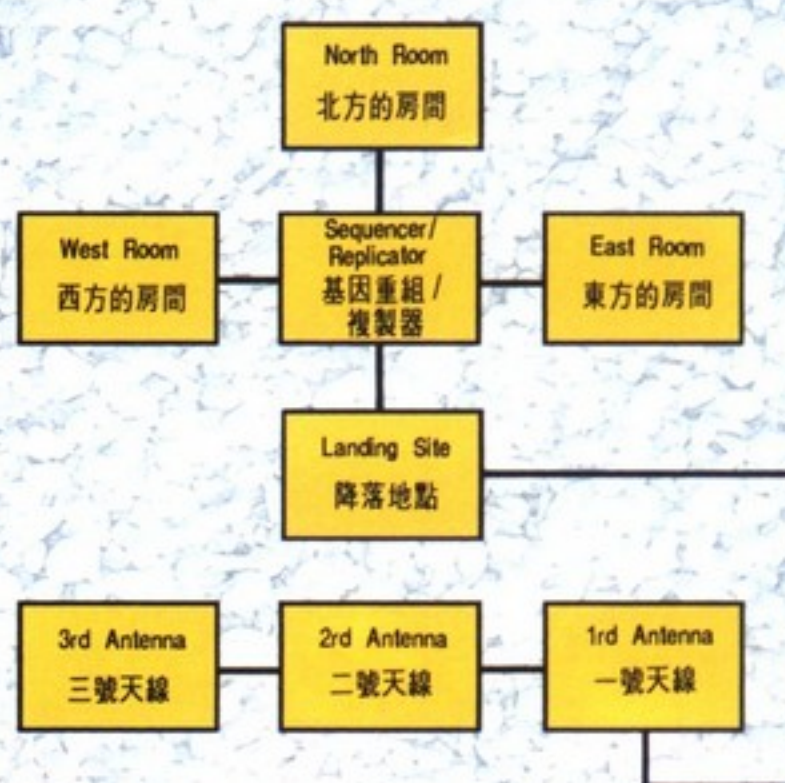 North Room
北方的房間
West Room
西方的房間
Sequencer/
Replicator
基因重組/
複製器
East Room
東方的房間
Landing Site
降落地點
3rd Antenna
三號天線
2rd Antenna
二號天線
1rd Antenna
一號天線